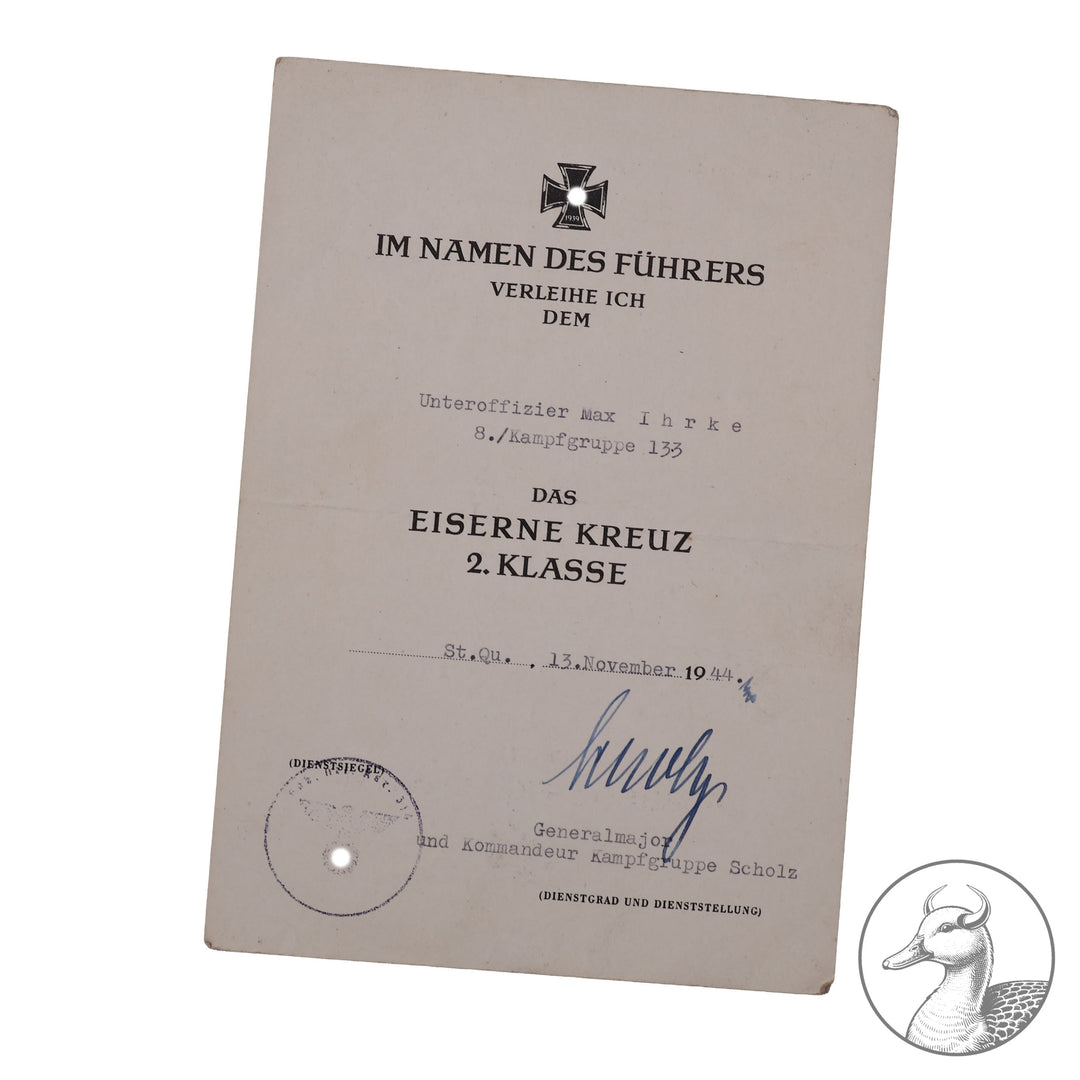 1939
IM NAMEN DES FÜHRERS
VERLEIHE ICH
DEM
Unteroffizier Max I h r k e
8./Kampfgruppe 133
DAS
EISERNE KREUZ
2. KLASSE
St.Qu. , 13.November 1944.
(DIENSTSIEGEL)
Scholz
Generalmajor
und Kommandeur Kampfgruppe Scholz
(DIENSTGRAD UND DIENSTSTELLUNG)